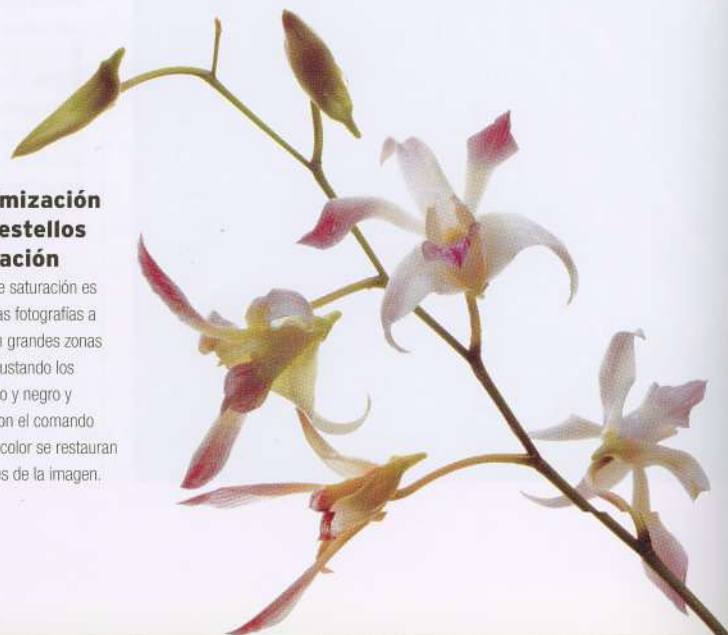 mización
estellos
ación
e saturación es
as fotografías a
grandes zonas
ustando los
o y negro y
on el comando
color se restauran
es de la imagen.